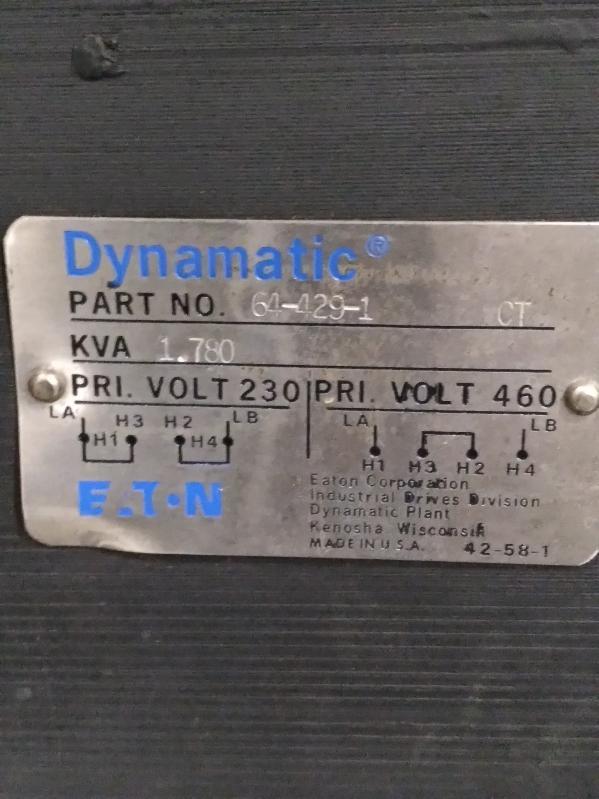 Dynamatic®
PART NO. 64-429-1 CT
KVA 1.780
PRI. VOLT 230 PRI. VOLT 460
LA H3 H2 LB LA LB
H1 H4 H1 H3 H2 H4
EATON
Eaton Corporation
Industrial Drives Division
Dynamatic Plant
Kenosha Wisconsin
MADE IN U.S.A. 42-58-1